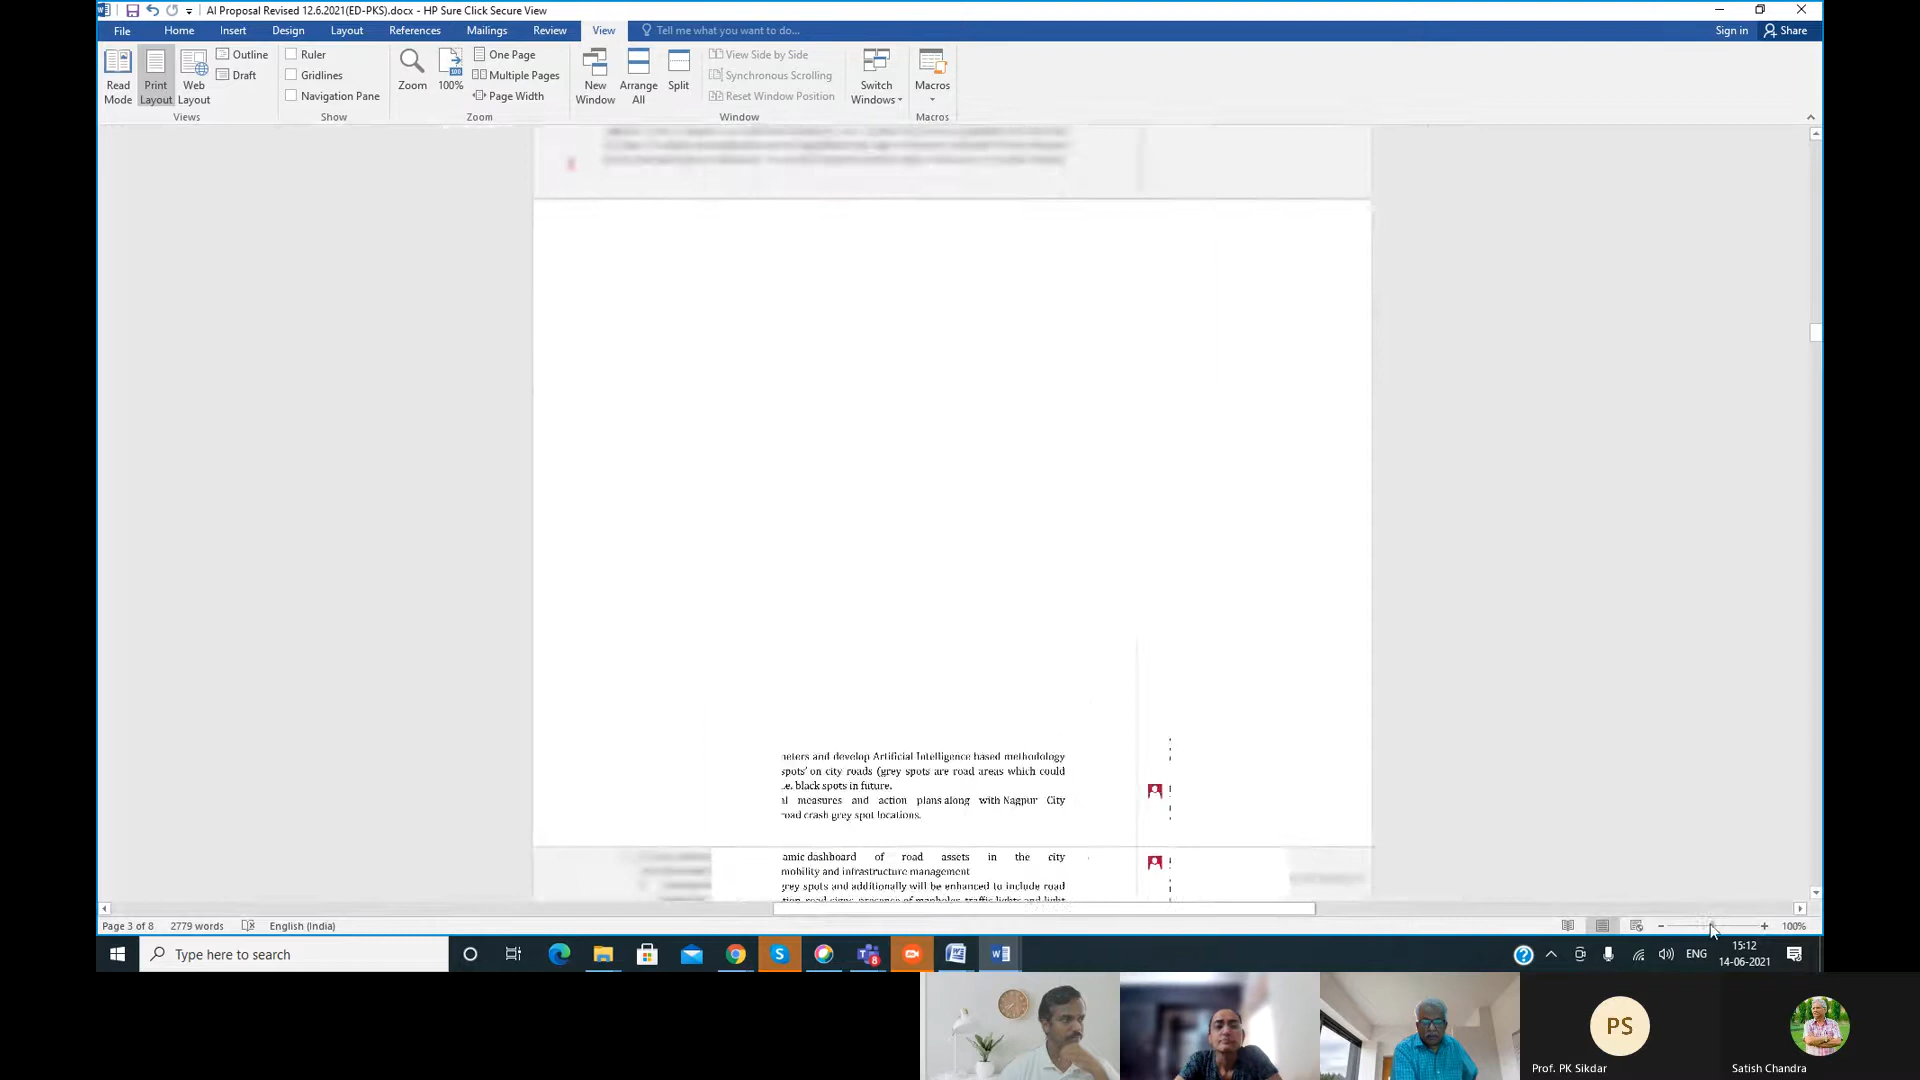 AI Proposal Revised 12.6.2021(ED-PKS).docx - HP Sure Click Secure View
File Home Insert Design Layout References Mailings Review View Tell me what you want to do... Sign in Share
Read Mode
Print Layout
Web Layout
Outline
Draft
Views
Ruler
Gridlines
Navigation Pane
Show
Zoom
100%
One Page
Multiple Pages
Page Width
Zoom
New Window
Arrange All
Split
View Side by Side
Synchronous Scrolling
Reset Window Position
Window
Switch Windows
Macros
Macros
and develop Artificial Intelligence based methodology
spots' on city roads (grey spots are road areas which could
black spots in future.
measures and action plans along with Nagpur City
crash grey spot locations.
dashboard of road assets in the city
mobility and infrastructure management
grey spots and additionally will be enhanced to include road
Page 3 of 8 2779 words English (India) 100%
Type here to search
ENG
15:12
14-06-2021
PS
Prof. PK Sikdar
Satish Chandra